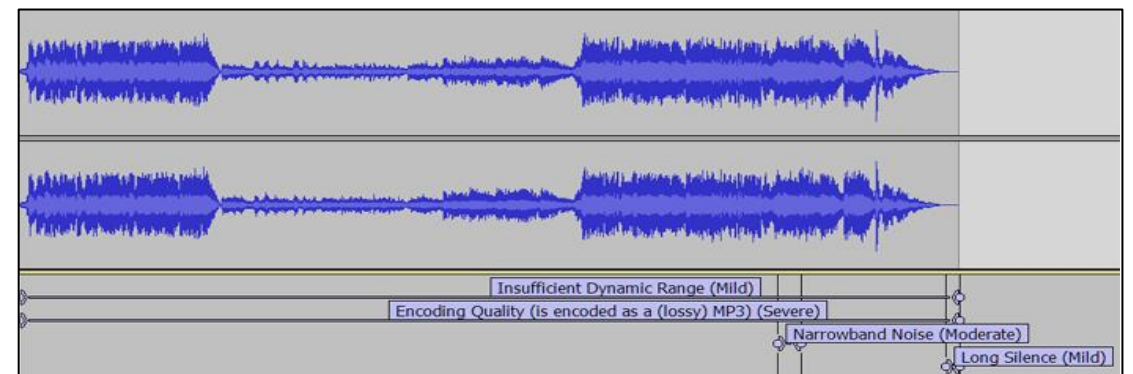 Insufficient Dynamic Range (Mild)
Encoding Quality (is encoded as a (lossy) MP3) (Severe)
Narrowband Noise (Moderate)
Long Silence (Mild)